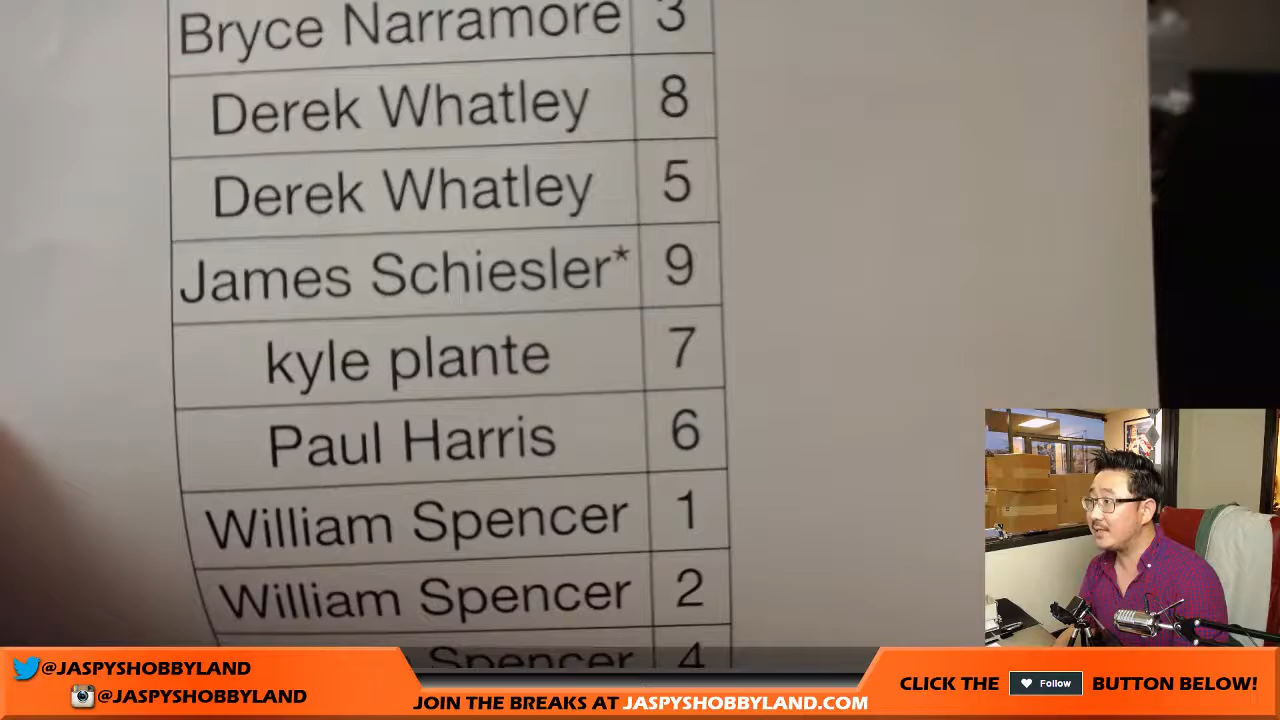 Bryce Narramore 3
Derek Whatley 8
Derek Whatley 5
James Schiesler* 9
kyle plante 7
Paul Harris 6
William Spencer 1
William Spencer 2
Spencer 4
@JASPYSHOBBYLAND
@JASPYSHOBBYLAND
JOIN THE BREAKS AT JASPYSHOBBYLAND.COM
CLICK THE Follow BUTTON BELOW!